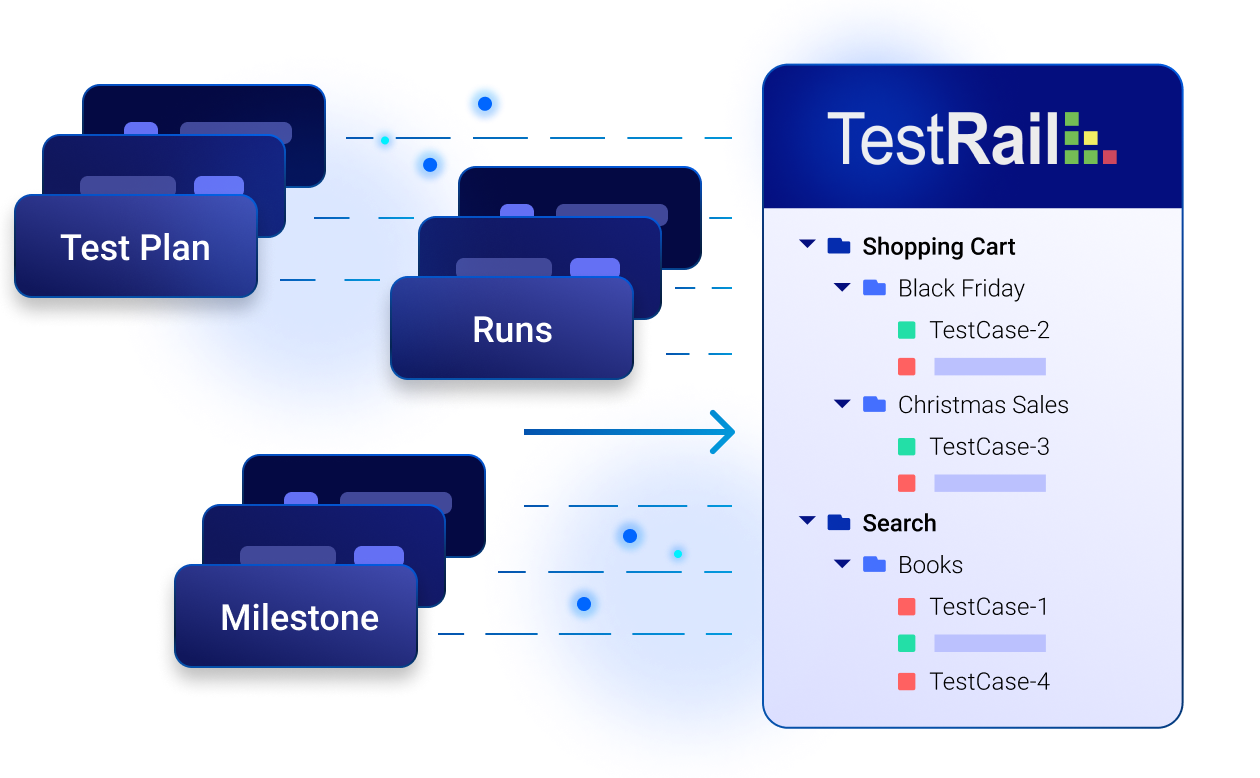 Test Plan
Runs
Milestone
TestRail
Shopping Cart
Black Friday
TestCase-2
Christmas Sales
TestCase-3
Search
Books
TestCase-1
TestCase-4